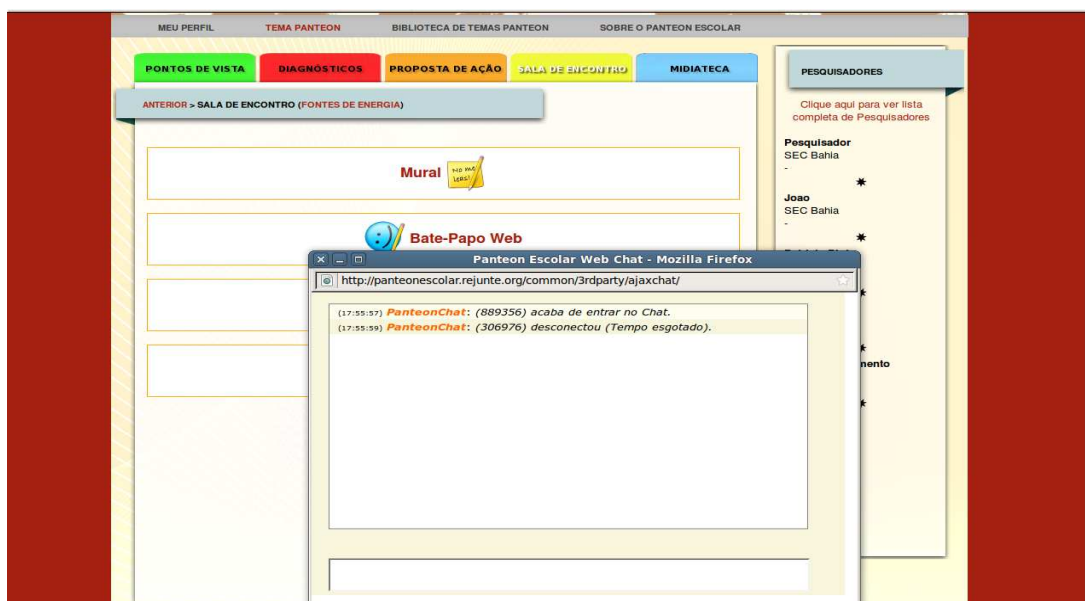 MEU PERFIL TEMA PANTEON BIBLIOTECA DE TEMAS PANTEON SOBRE O PANTEON ESCOLAR
PONTOS DE VISTA DIAGNÓSTICOS PROPOSTA DE AÇÃO SALA DE ENCONTRO MIDIATECA
PESQUISADORES
ANTERIOR > SALA DE ENCONTRO (FONTES DE ENERGIA)
Clique aqui para ver lista
completa de Pesquisadores
Pesquisador
SEC Bahia
-
Joao
SEC Bahia
-
Mural
Bate-Papo Web
Panteon Escolar Web Chat - Mozilla Firefox
http://panteonescolar.rejunte.org/common/3rdparty/ajaxchat/
(17:55:57) PanteonChat: (889356) acaba de entrar no Chat.
(17:55:59) PanteonChat: (306976) desconectou (Tempo esgotado).
mento